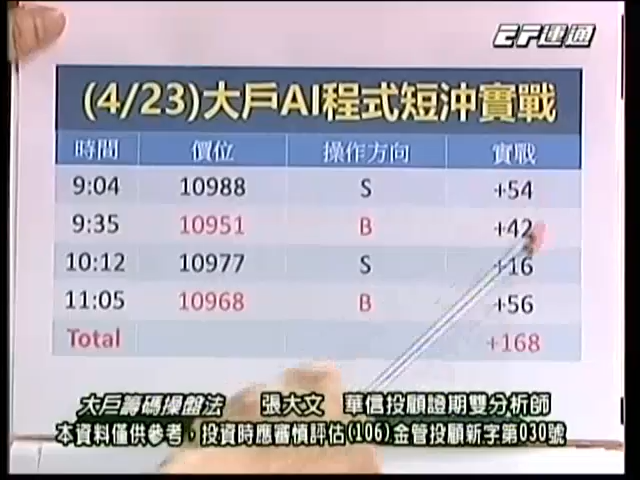 EF運通
(4/23)大戶AI程式短沖實戰
時間 價位 操作方向 實戰
9:04 10988 S +54
9:35 10951 B +42
10:12 10977 S +16
11:05 10968 B +56
Total +168
大戶籌碼操盤法 張大文 華信投顧證期雙分析師
本資料僅供參考，投資時應審慎評估(106)金管投顧新字第030號